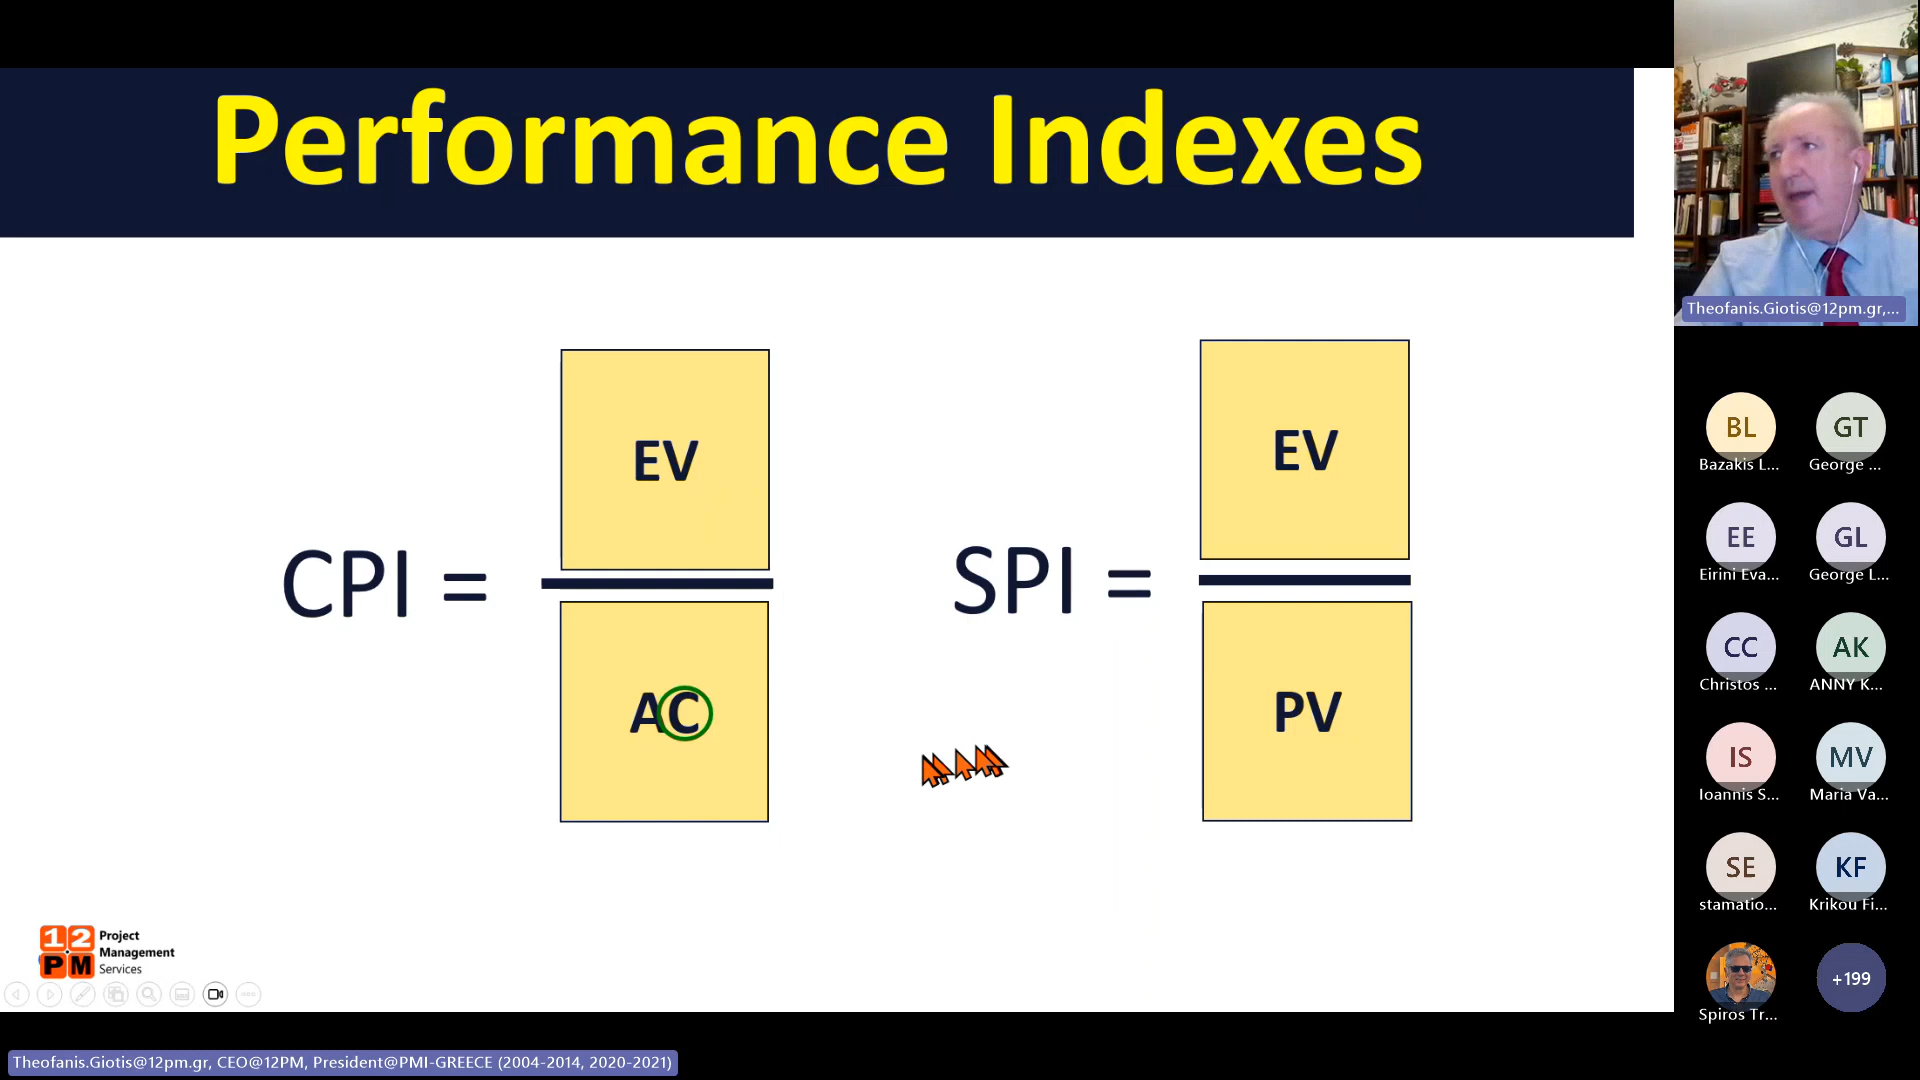 Performance Indexes
CPI =
EV
AC
SPI =
EV
PV
12
PM
Project
Management
Services
Theofanis.Giotis@12pm.gr, CEO@12PM, President@PMI-GREECE (2004-2014, 2020-2021)
Theofanis.Giotis@12pm.gr,...
BL
Bazakis L...
GT
George ...
EE
Eirini Eva...
GL
George L...
CC
Christos ...
AK
ANNY K...
IS
Ioannis S...
MV
Maria Va...
SE
stamatio...
KF
Krikou Fi...
Spiros Tr...
+199